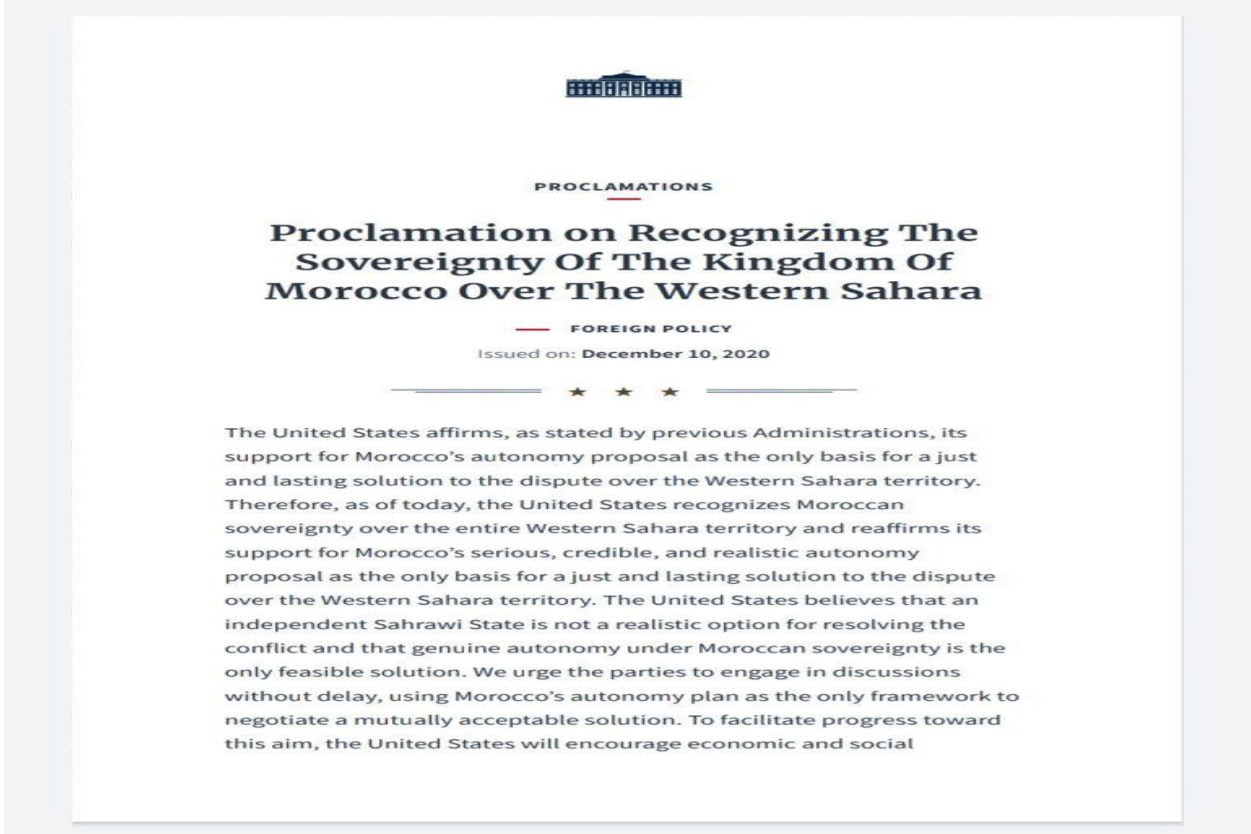 PROCLAMATIONS
Proclamation on Recognizing The
Sovereignty Of The Kingdom Of
Morocco Over The Western Sahara
FOREIGN POLICY
Issued on: December 10, 2020
The United States affirms, as stated by previous Administrations, its
support for Morocco’s autonomy proposal as the only basis for a just
and lasting solution to the dispute over the Western Sahara territory.
Therefore, as of today, the United States recognizes Moroccan
sovereignty over the entire Western Sahara territory and reaffirms its
support for Morocco’s serious, credible, and realistic autonomy
proposal as the only basis for a just and lasting solution to the dispute
over the Western Sahara territory. The United States believes that an
independent Sahrawi State is not a realistic option for resolving the
conflict and that genuine autonomy under Moroccan sovereignty is the
only feasible solution. We urge the parties to engage in discussions
without delay, using Morocco’s autonomy plan as the only framework to
negotiate a mutually acceptable solution. To facilitate progress toward
this aim, the United States will encourage economic and social